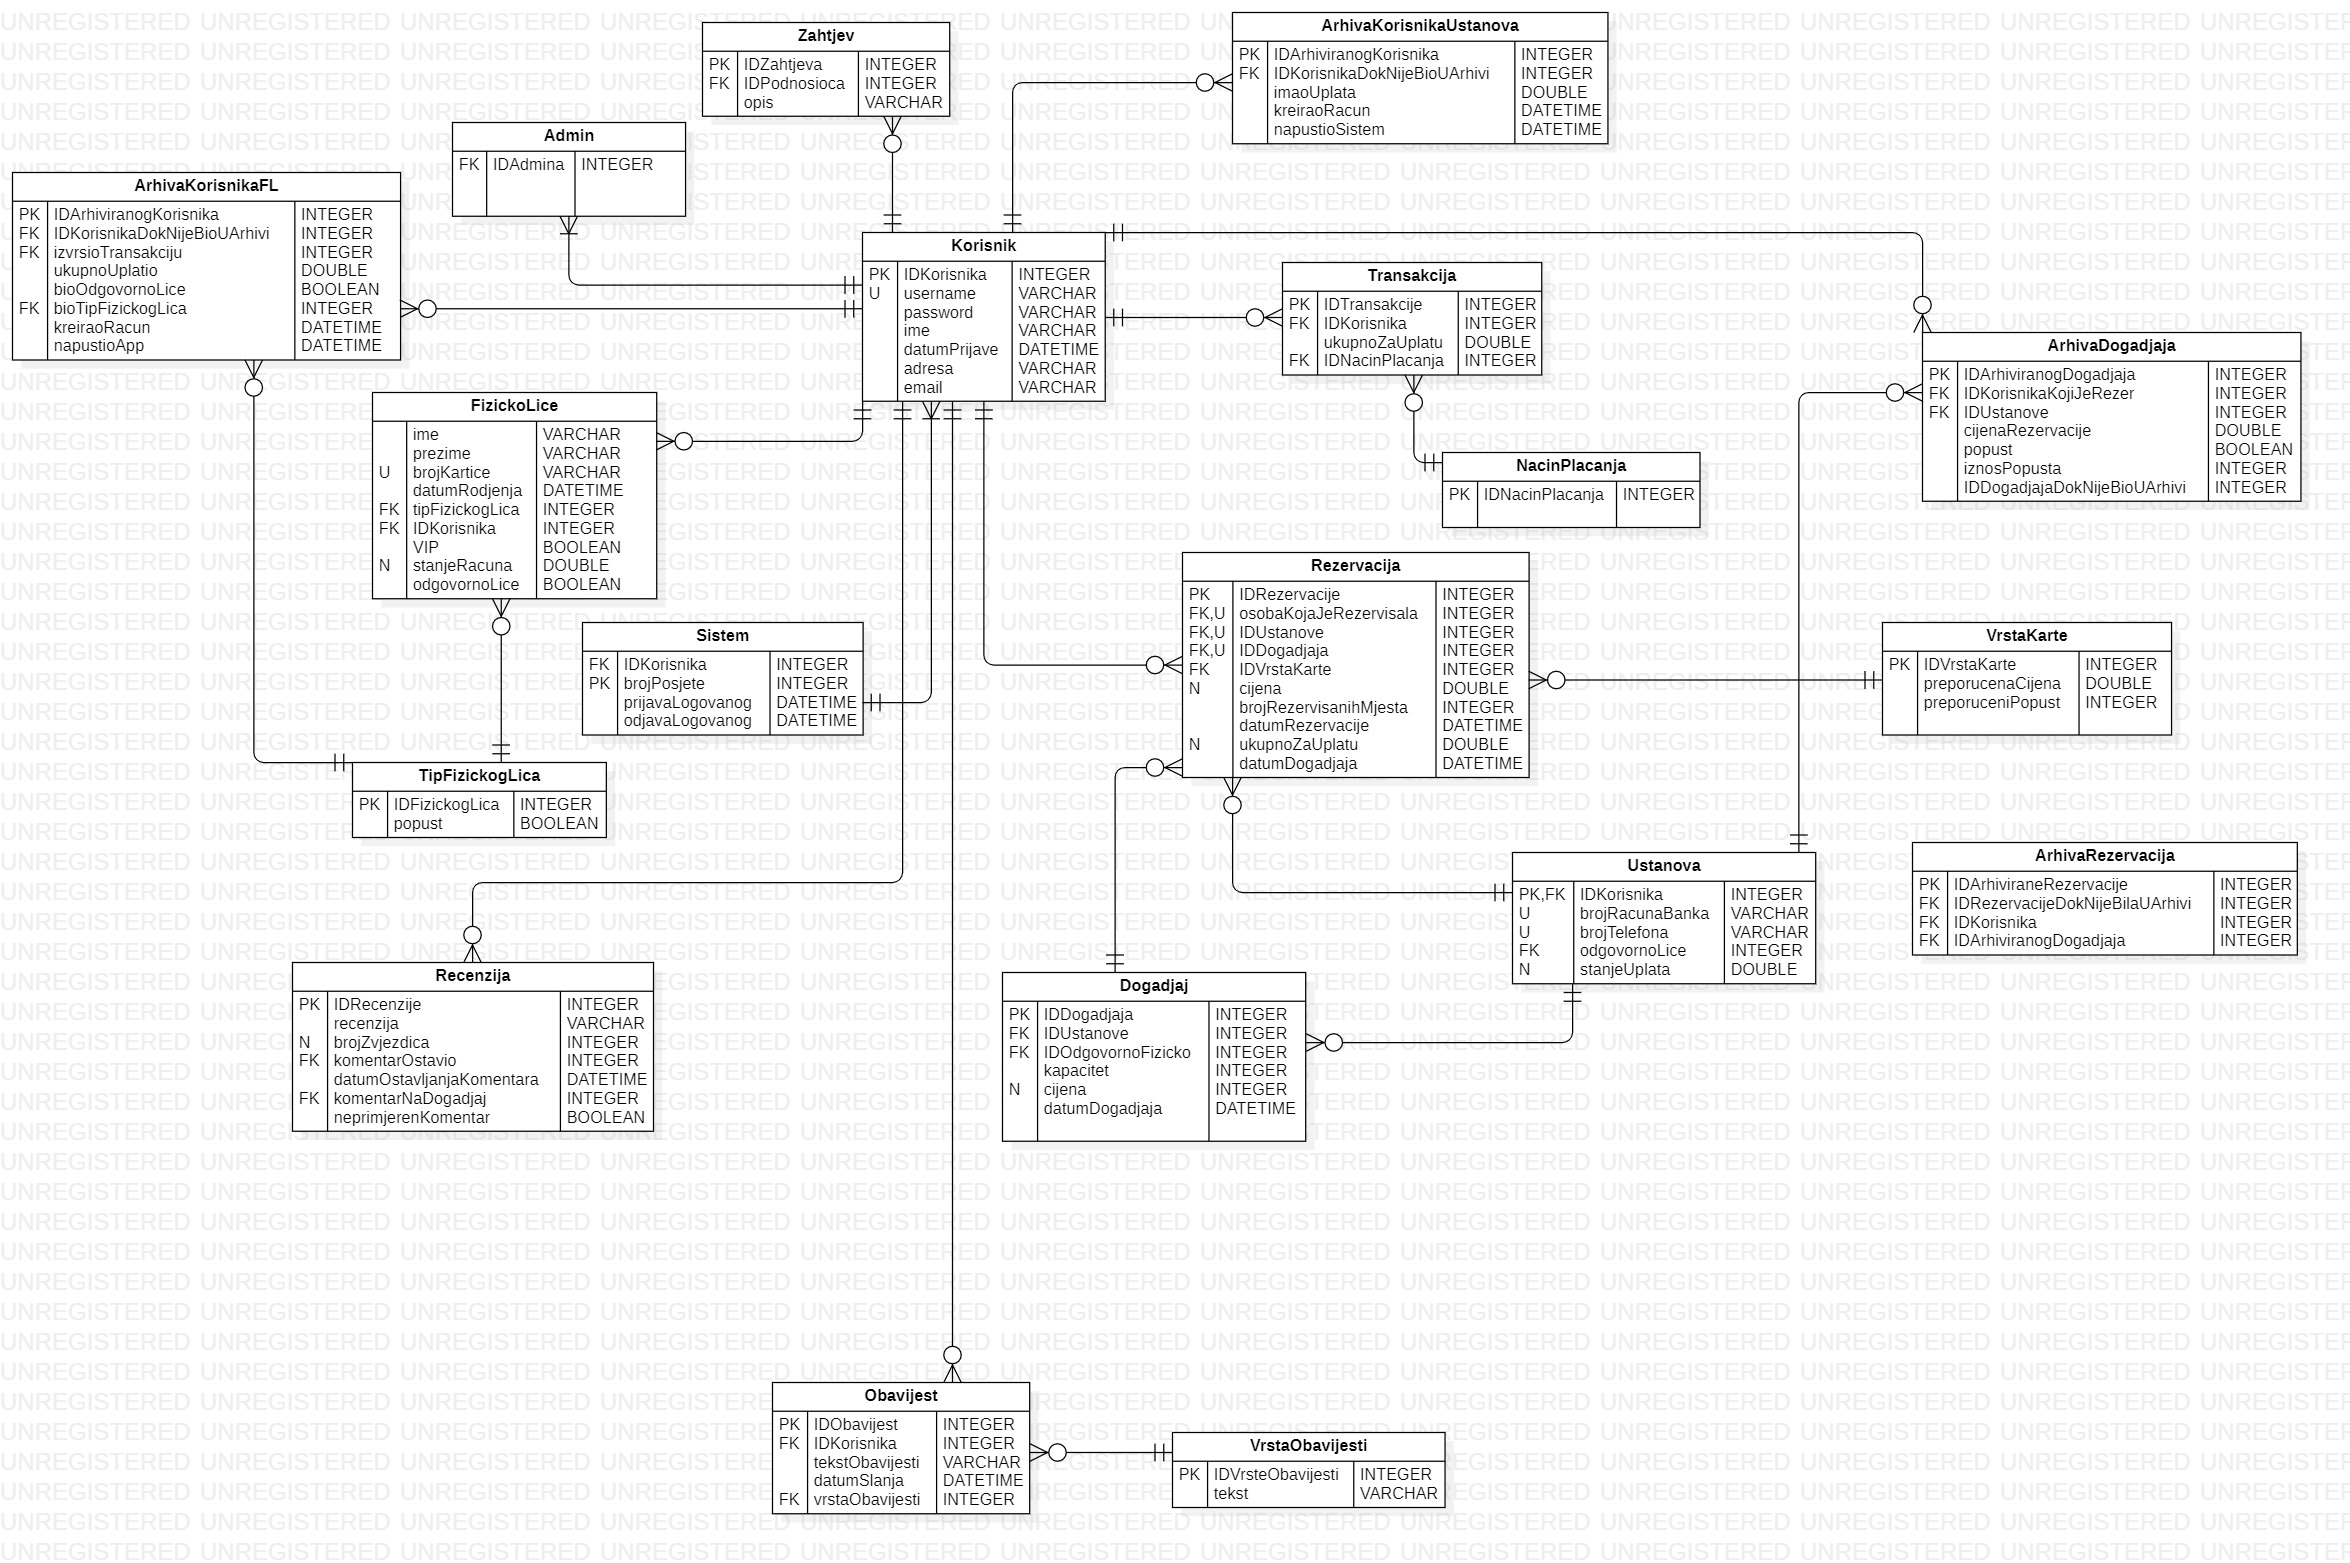 Zahtjev
PK IDZahtjeva INTEGER
FK IDPodnosioca INTEGER
opis VARCHAR
ArhivaKorisnikaUstanova
PK IDArhiviranogKorisnika INTEGER
FK IDKorisnikaDokNijeBioUArhivi INTEGER
imaoUplata DOUBLE
kreiraoRacun DATETIME
napustioSistem DATETIME
Admin
FK IDAdmina INTEGER
ArhivaKorisnikaFL
PK IDArhiviranogKorisnika INTEGER
FK IDKorisnikaDokNijeBioUArhivi INTEGER
FK izvrsioTransakciju INTEGER
ukupnoUplatio DOUBLE
bioOdgovornoLice BOOLEAN
FK bioTipFizickogLica INTEGER
kreiraoRacun DATETIME
napustioApp DATETIME
Korisnik
PK IDKorisnika INTEGER
U username VARCHAR
password VARCHAR
ime VARCHAR
datumPrijave DATETIME
adresa VARCHAR
email VARCHAR
Transakcija
PK IDTransakcije INTEGER
FK IDKorisnika INTEGER
ukupnoZaUplatu DOUBLE
FK IDNacinPlacanja INTEGER
ArhivaDogadjaja
PK IDArhiviranogDogadjaja INTEGER
FK IDKorisnikaKojiJeRezer INTEGER
FK IDUstanove INTEGER
cijenaRezervacije DOUBLE
popust BOOLEAN
iznosPopusta INTEGER
IDDogadjajaDokNijeBioUArhivi INTEGER
FizickoLice
ime VARCHAR
prezime VARCHAR
U brojKartice VARCHAR
datumRodjenja DATETIME
FK tipFizickogLica INTEGER
FK IDKorisnika INTEGER
VIP BOOLEAN
N stanjeRacuna DOUBLE
odgovornoLice BOOLEAN
NacinPlacanja
PK IDNacinPlacanja INTEGER
Rezervacija
PK IDRezervacije INTEGER
FK,U osobaKojaJeRezervisala INTEGER
FK,U IDUstanove INTEGER
FK,U IDDogadjaja INTEGER
FK IDVrstaKarte INTEGER
N cijena DOUBLE
brojRezervisanihMjesta INTEGER
datumRezervacije DATETIME
N ukupnoZaUplatu DOUBLE
datumDogadjaja DATETIME
Sistem
FK IDKorisnika INTEGER
PK brojPosjete INTEGER
prijavaLogovanog DATETIME
odjavaLogovanog DATETIME
VrstaKarte
PK IDVrstaKarte INTEGER
preporucenaCijena DOUBLE
preporuceniPopust INTEGER
TipFizickogLica
PK IDFizickogLica INTEGER
popust BOOLEAN
Ustanova
PK,FK IDKorisnika INTEGER
U brojRacunaBanka VARCHAR
U brojTelefona VARCHAR
FK odgovornoLice INTEGER
N stanjeUplata DOUBLE
ArhivaRezervacija
PK IDArhiviraneRezervacije INTEGER
FK IDRezervacijeDokNijeBilaUArhivi INTEGER
FK IDKorisnika INTEGER
FK IDArhiviranogDogadjaja INTEGER
Recenzija
PK IDRecenzije INTEGER
recenzija VARCHAR
N brojZvjezdica INTEGER
FK komentarOstavio INTEGER
datumOstavljanjaKomentara DATETIME
FK komentarNaDogadjaj INTEGER
neprimjerenKomentar BOOLEAN
Dogadjaj
PK IDDogadjaja INTEGER
FK IDUstanove INTEGER
FK IDOdgovornoFizicko INTEGER
kapacitet INTEGER
N cijena INTEGER
datumDogadjaja DATETIME
Obavijest
PK IDObavijest INTEGER
FK IDKorisnika INTEGER
tekstObavijesti VARCHAR
datumSlanja DATETIME
FK vrstaObavijesti INTEGER
VrstaObavijesti
PK IDVrsteObavijesti INTEGER
tekst VARCHAR
UNREGISTERED